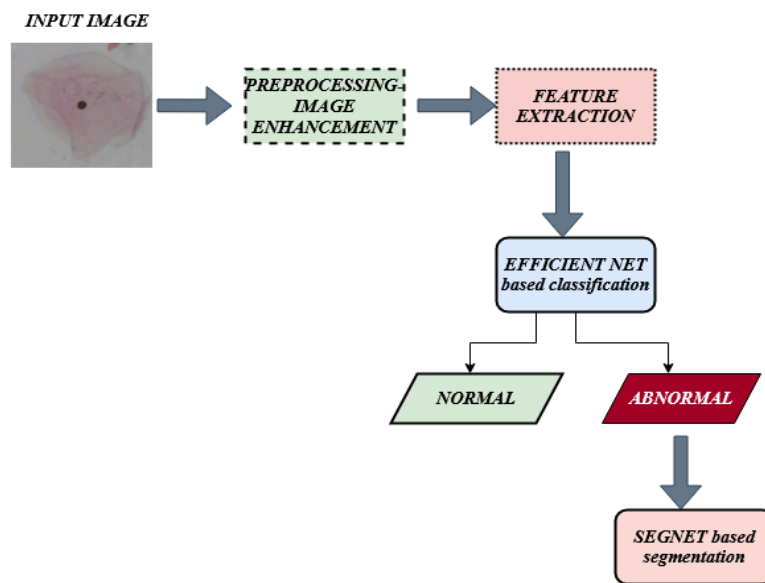 INPUT IMAGE
PREPROCESSING-
IMAGE
ENHANCEMENT
FEATURE
EXTRACTION
EFFICIENT NET
based classification
NORMAL
ABNORMAL
SEGNET based
segmentation